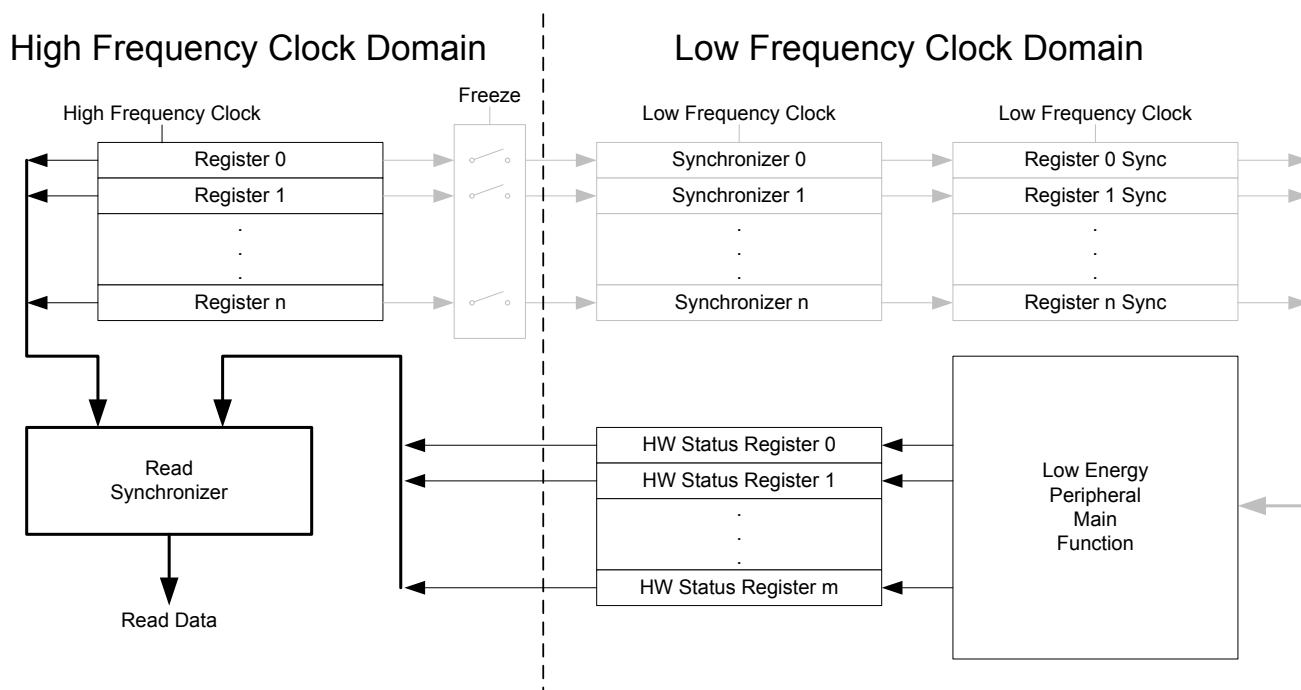 High Frequency Clock Domain
Low Frequency Clock Domain
Freeze
High Frequency Clock
Low Frequency Clock
Low Frequency Clock
Register 0
Synchronizer 0
Register 0 Sync
Register 1
Synchronizer 1
Register 1 Sync
.
.
.
.
.
.
.
.
.
Register n
Synchronizer n
Register n Sync
HW Status Register 0
HW Status Register 1
.
.
.
HW Status Register m
Read
Synchronizer
Low Energy
Peripheral
Main
Function
Read Data